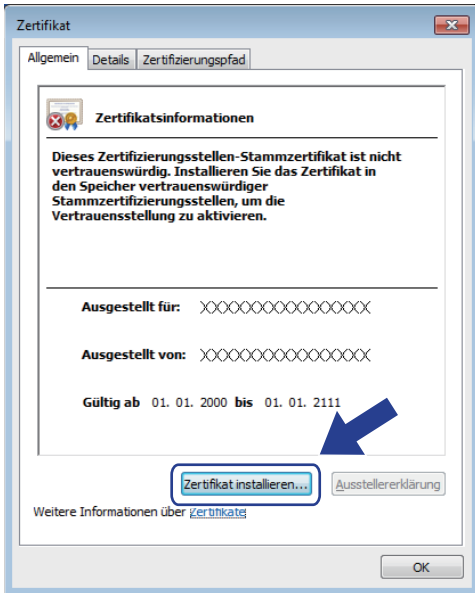 Zertifikat
Allgemein Details Zertifizierungspfad
Zertifikatsinformationen
Dieses Zertifizierungsstellen-Stammzertifikat ist nicht
vertrauenswürdig. Installieren Sie das Zertifikat in
den Speicher vertrauenswürdiger
Stammzertifizierungsstellen, um die
Vertrauensstellung zu aktivieren.
Ausgestellt für: XXXXXXXXXXXXXXXXX
Ausgestellt von: XXXXXXXXXXXXXXXXX
Gültig ab 01. 01. 2000 bis 01. 01. 2111
Zertifikat installieren... Ausstellererklärung
Weitere Informationen über Zertifikate
OK